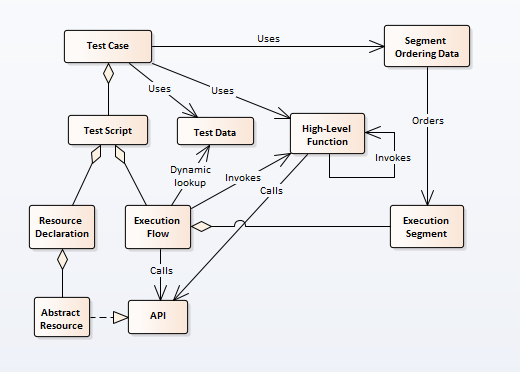 Test Case
Uses
Segment
Ordering Data
Uses
Uses
Test Script
Test Data
High-Level
Function
Orders
Invokes
Dynamic
lookup
Invokes
Calls
Resource
Declaration
Execution
Flow
Execution
Segment
Calls
Abstract
Resource
API